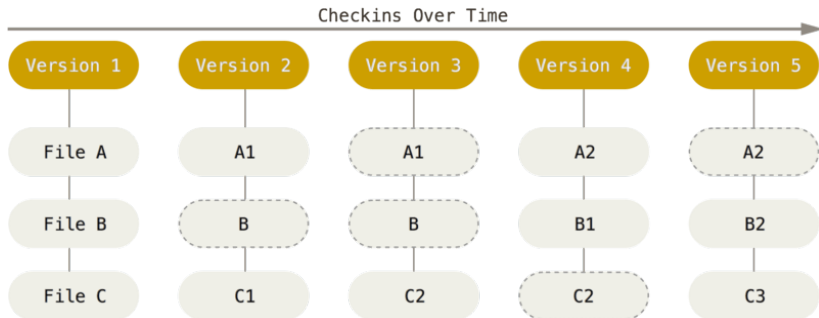 Checkins Over Time
Version 1 Version 2 Version 3 Version 4 Version 5
File A A1 A1 A2 A2
File B B B B1 B2
File C C1 C2 C2 C3